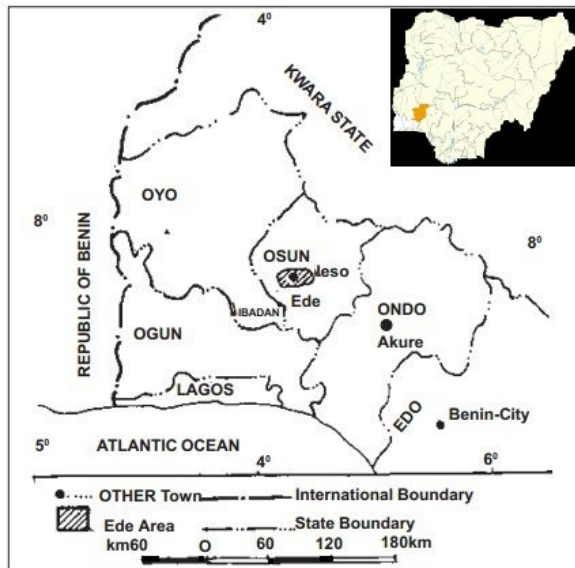 4⁰
KWARA STATE
OYO
8⁰
8⁰
REPUBLIC OF BENIN
OSUN
Ieso
Ede
IBADAN
ONDO
Akure
OGUN
LAGOS
EDO
Benin-City
5⁰
ATLANTIC OCEAN
4⁰
6⁰
OTHER Town
International Boundary
Ede Area
State Boundary
km60 O 60 120 180km